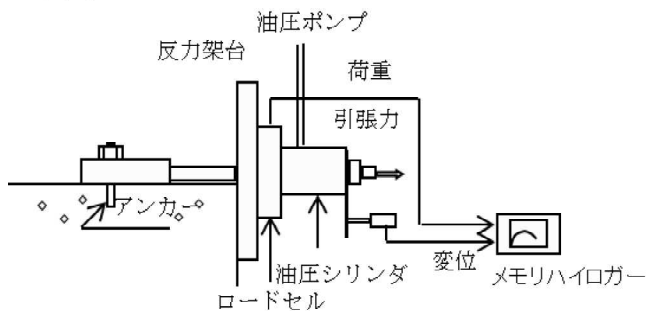 油圧ポンプ
反力架台
荷重
引張力
アンカー
油圧シリンダ
変位
メモリハイロガー
ロードセル